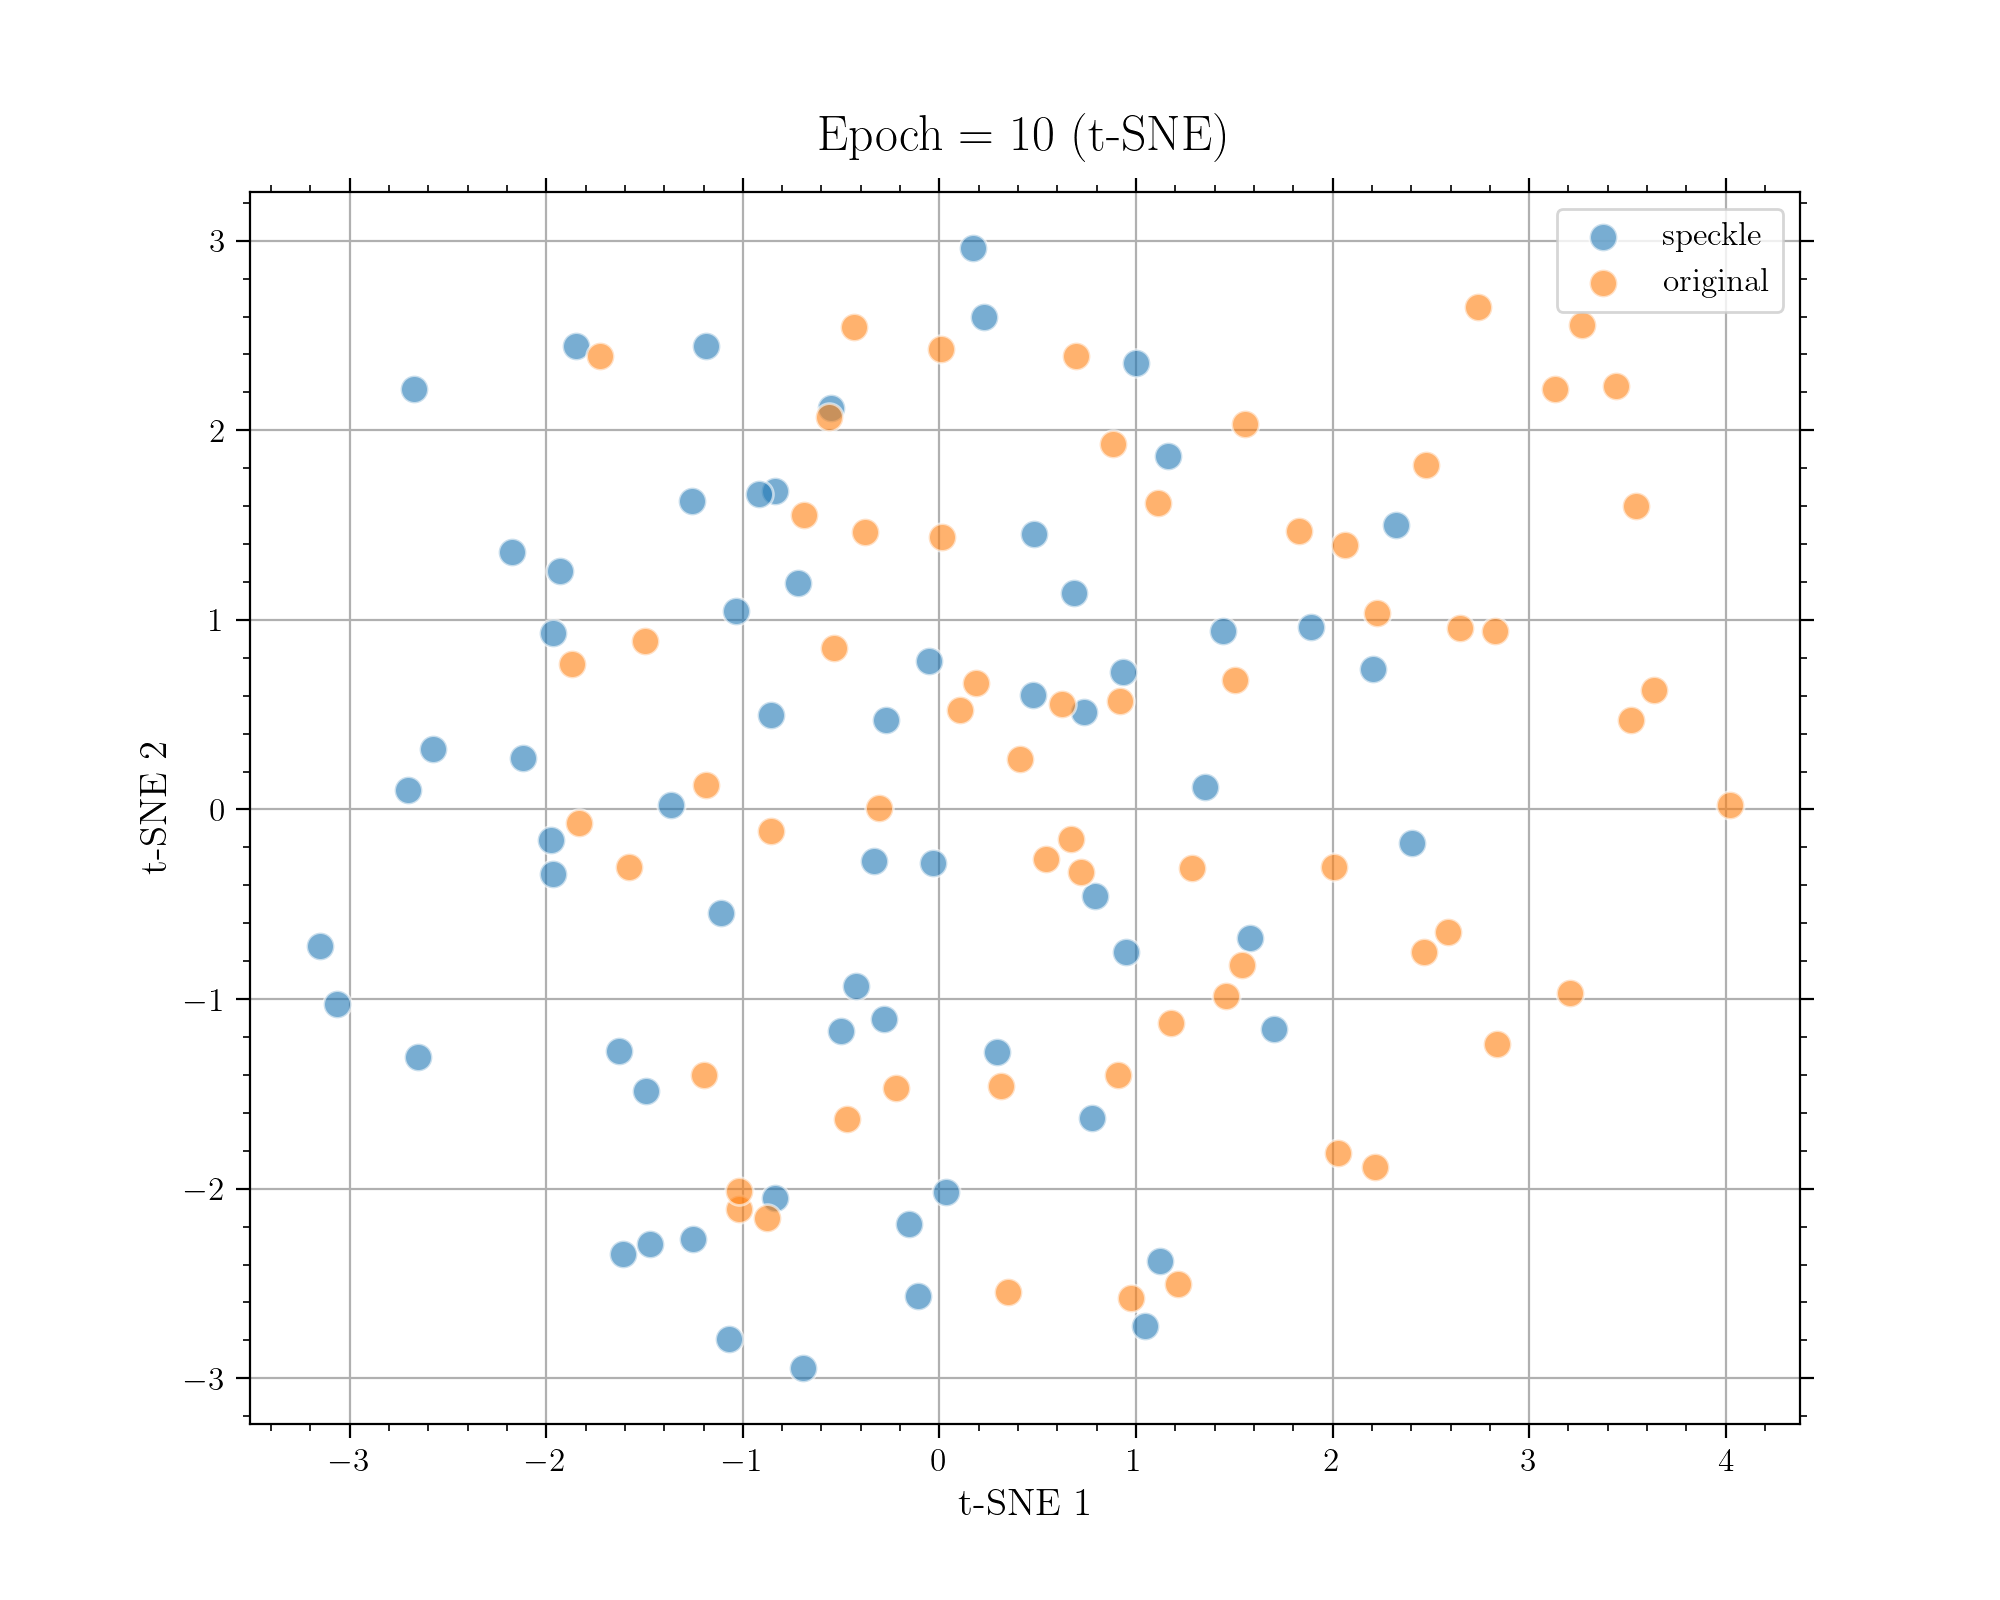 Epoch = 10 (t-SNE)
speckle
original
3
2
1
0
−1
−2
−3
t-SNE 2
−3 −2 −1 0 1 2 3 4
t-SNE 1